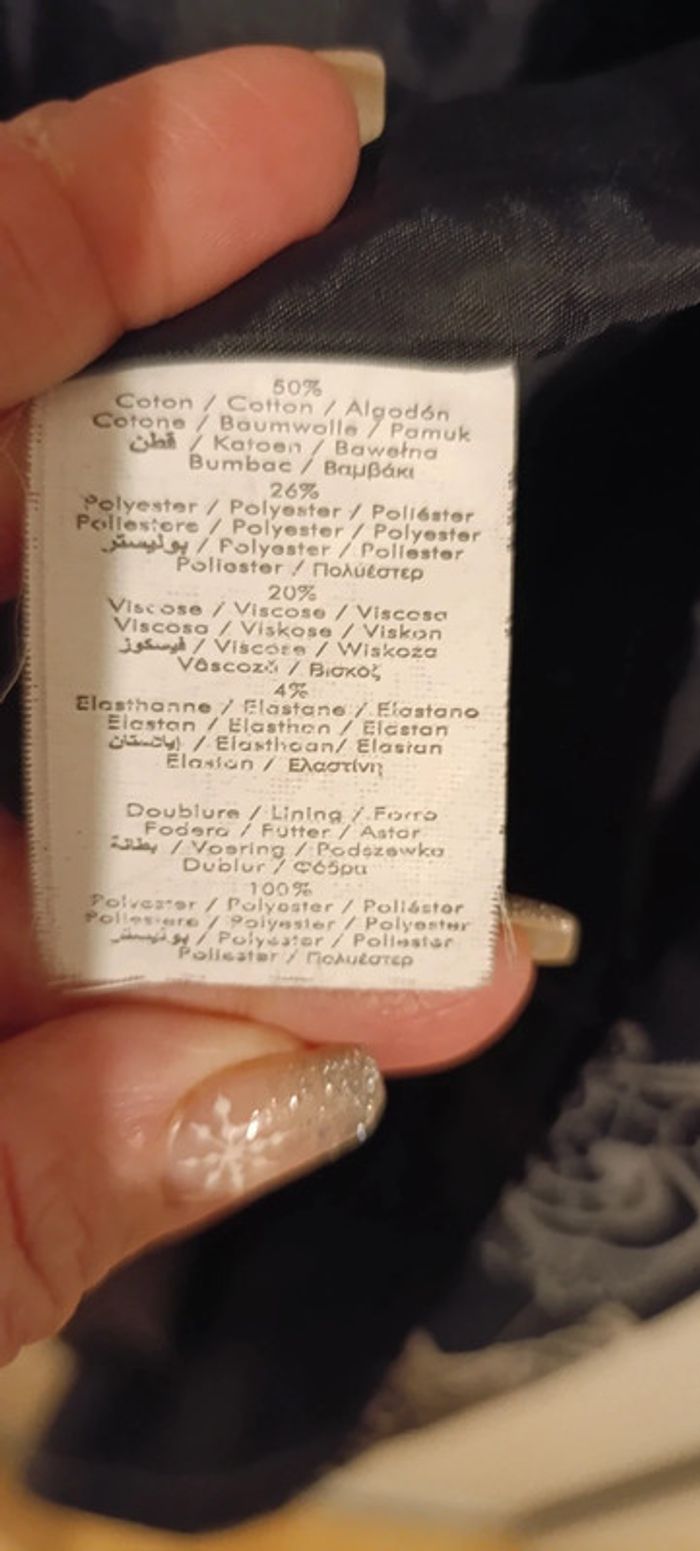 50%
Coton / Cotton / Algodón
Cotone / Baumwolle / Pamuk
قطن / Katoen / Bawełna
Bumbac / Βαμβάκι
26%
Polyester / Polyester / Poliéster
Poliestere / Polyester / Polyester
بوليستر / Polyester / Poliester
Poliester / Πολυέστερ
20%
Viscose / Viscose / Viscosa
Viscosa / Viskose / Viskon
فيسكوز / Viscose / Wiskoza
Vâscoză / Βισκόζ
4%
Elasthanne / Elastane / Elastano
Elastan / Elasthan / Elastan
إيلاستان / Elasthaan/ Elastan
Elastan / Ελαστίνη
Doublure / Lining / Forro
Fodera / Futter / Astar
بطانة / Voering / Podszewka
Dublur / Φόδρα
100%
Polyester / Polyester / Poliéster
Poliestere / Polyester / Polyester
بوليستر / Polyester / Poliester
Poliester / Πολυέστερ